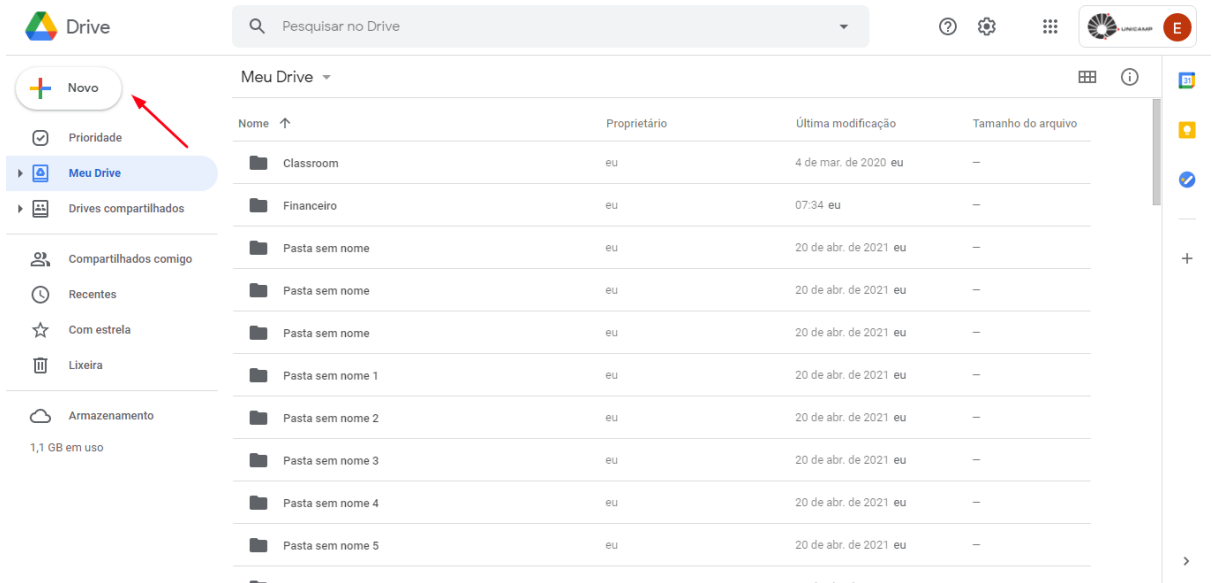 Drive
Pesquisar no Drive
UNICAMP
E
Novo
Prioridade
Meu Drive
Drives compartilhados
Compartilhados comigo
Recentes
Com estrela
Lixeira
Armazenamento
1,1 GB em uso
Meu Drive
Nome Proprietário Última modificação Tamanho do arquivo
Classroom eu 4 de mar. de 2020 eu –
Financeiro eu 07:34 eu –
Pasta sem nome eu 20 de abr. de 2021 eu –
Pasta sem nome eu 20 de abr. de 2021 eu –
Pasta sem nome eu 20 de abr. de 2021 eu –
Pasta sem nome 1 eu 20 de abr. de 2021 eu –
Pasta sem nome 2 eu 20 de abr. de 2021 eu –
Pasta sem nome 3 eu 20 de abr. de 2021 eu –
Pasta sem nome 4 eu 20 de abr. de 2021 eu –
Pasta sem nome 5 eu 20 de abr. de 2021 eu –
31